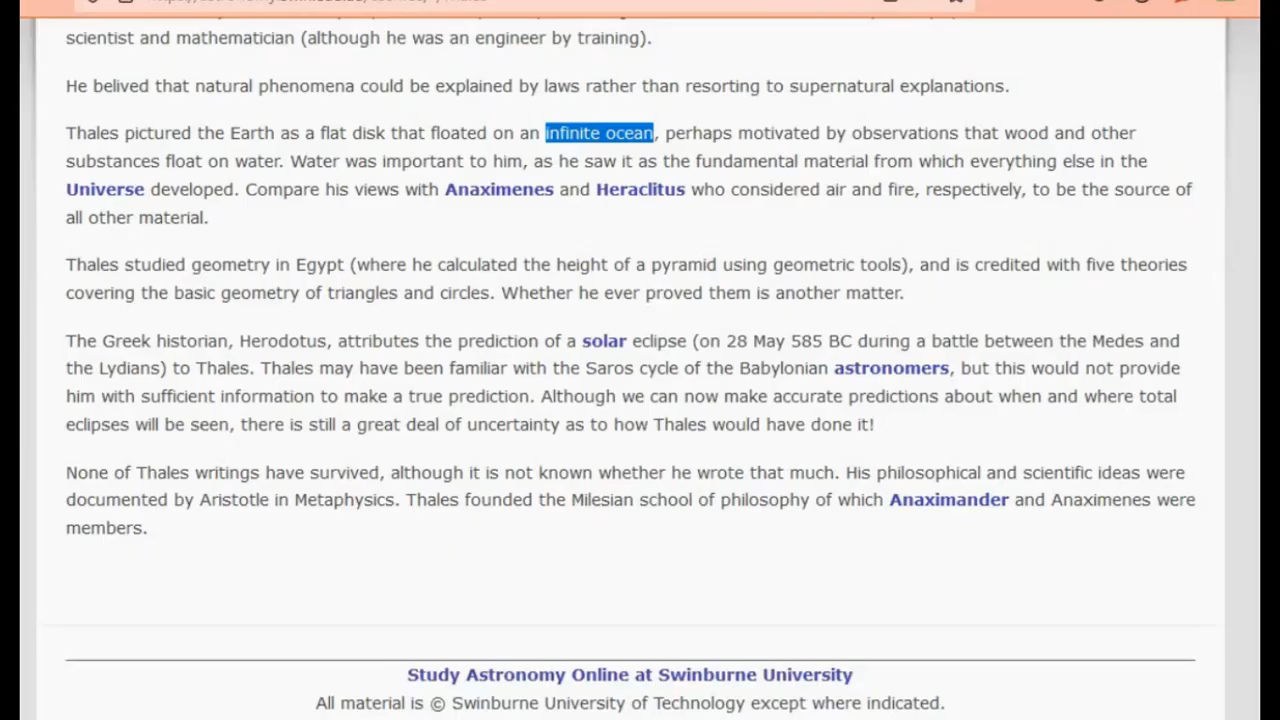 scientist and mathematician (although he was an engineer by training).
He belived that natural phenomena could be explained by laws rather than resorting to supernatural explanations.
Thales pictured the Earth as a flat disk that floated on an infinite ocean, perhaps motivated by observations that wood and other
substances float on water. Water was important to him, as he saw it as the fundamental material from which everything else in the
Universe developed. Compare his views with Anaximenes and Heraclitus who considered air and fire, respectively, to be the source of
all other material.
Thales studied geometry in Egypt (where he calculated the height of a pyramid using geometric tools), and is credited with five theories
covering the basic geometry of triangles and circles. Whether he ever proved them is another matter.
The Greek historian, Herodotus, attributes the prediction of a solar eclipse (on 28 May 585 BC during a battle between the Medes and
the Lydians) to Thales. Thales may have been familiar with the Saros cycle of the Babylonian astronomers, but this would not provide
him with sufficient information to make a true prediction. Although we can now make accurate predictions about when and where total
eclipses will be seen, there is still a great deal of uncertainty as to how Thales would have done it!
None of Thales writings have survived, although it is not known whether he wrote that much. His philosophical and scientific ideas were
documented by Aristotle in Metaphysics. Thales founded the Milesian school of philosophy of which Anaximander and Anaximenes were
members.
Study Astronomy Online at Swinburne University
All material is © Swinburne University of Technology except where indicated.